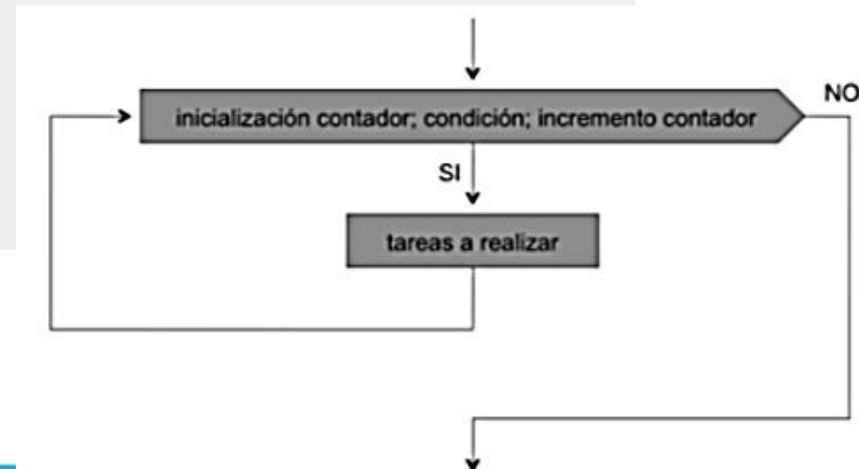 inicialización contador; condición; incremento contador
NO
SI
tareas a realizar